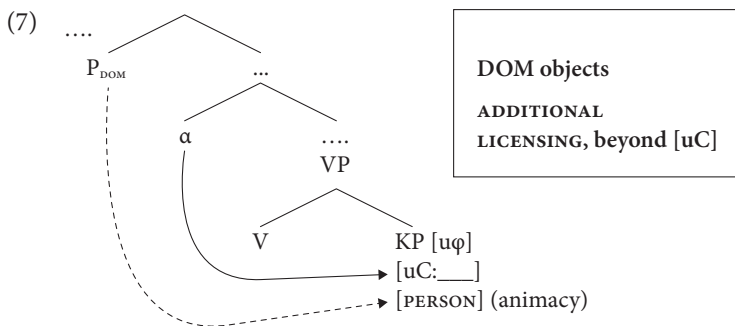 (7)
....
P_DOM
...
α
....
VP
V
KP [uφ]
[uC:___]
[PERSON] (animacy)
DOM objects
ADDITIONAL
LICENSING, beyond [uC]